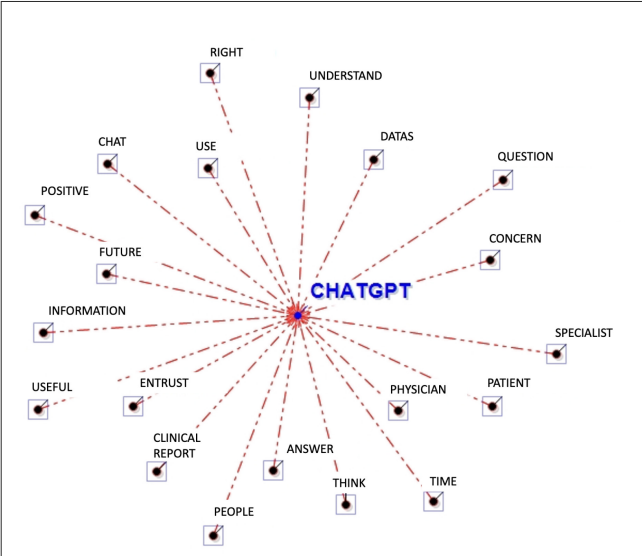 RIGHT
UNDERSTAND
DATAS
CHAT
USE
QUESTION
POSITIVE
CONCERN
FUTURE
CHATGPT
INFORMATION
SPECIALIST
USEFUL
ENTRUST
PHYSICIAN
PATIENT
CLINICAL
REPORT
ANSWER
THINK
TIME
PEOPLE